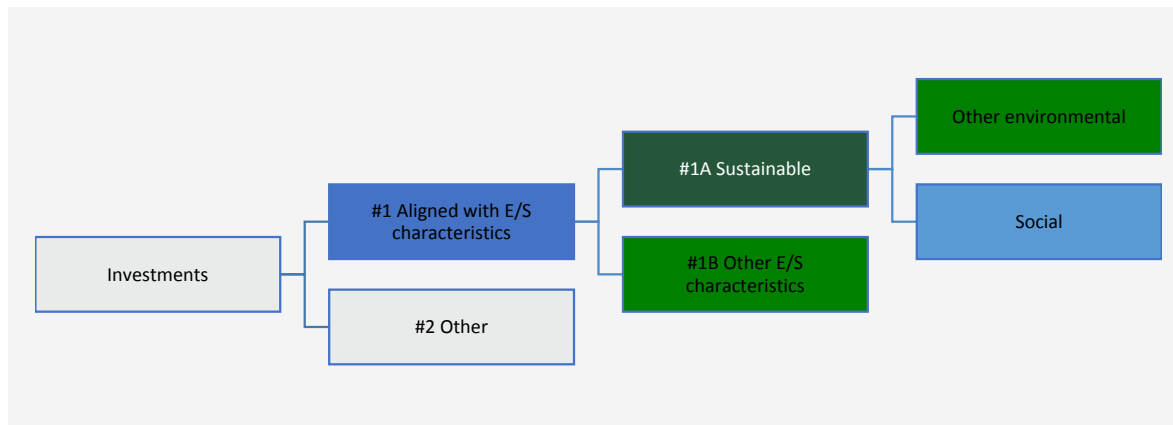 Investments
#1 Aligned with E/S
characteristics
#2 Other
#1A Sustainable
#1B Other E/S
characteristics
Other environmental
Social